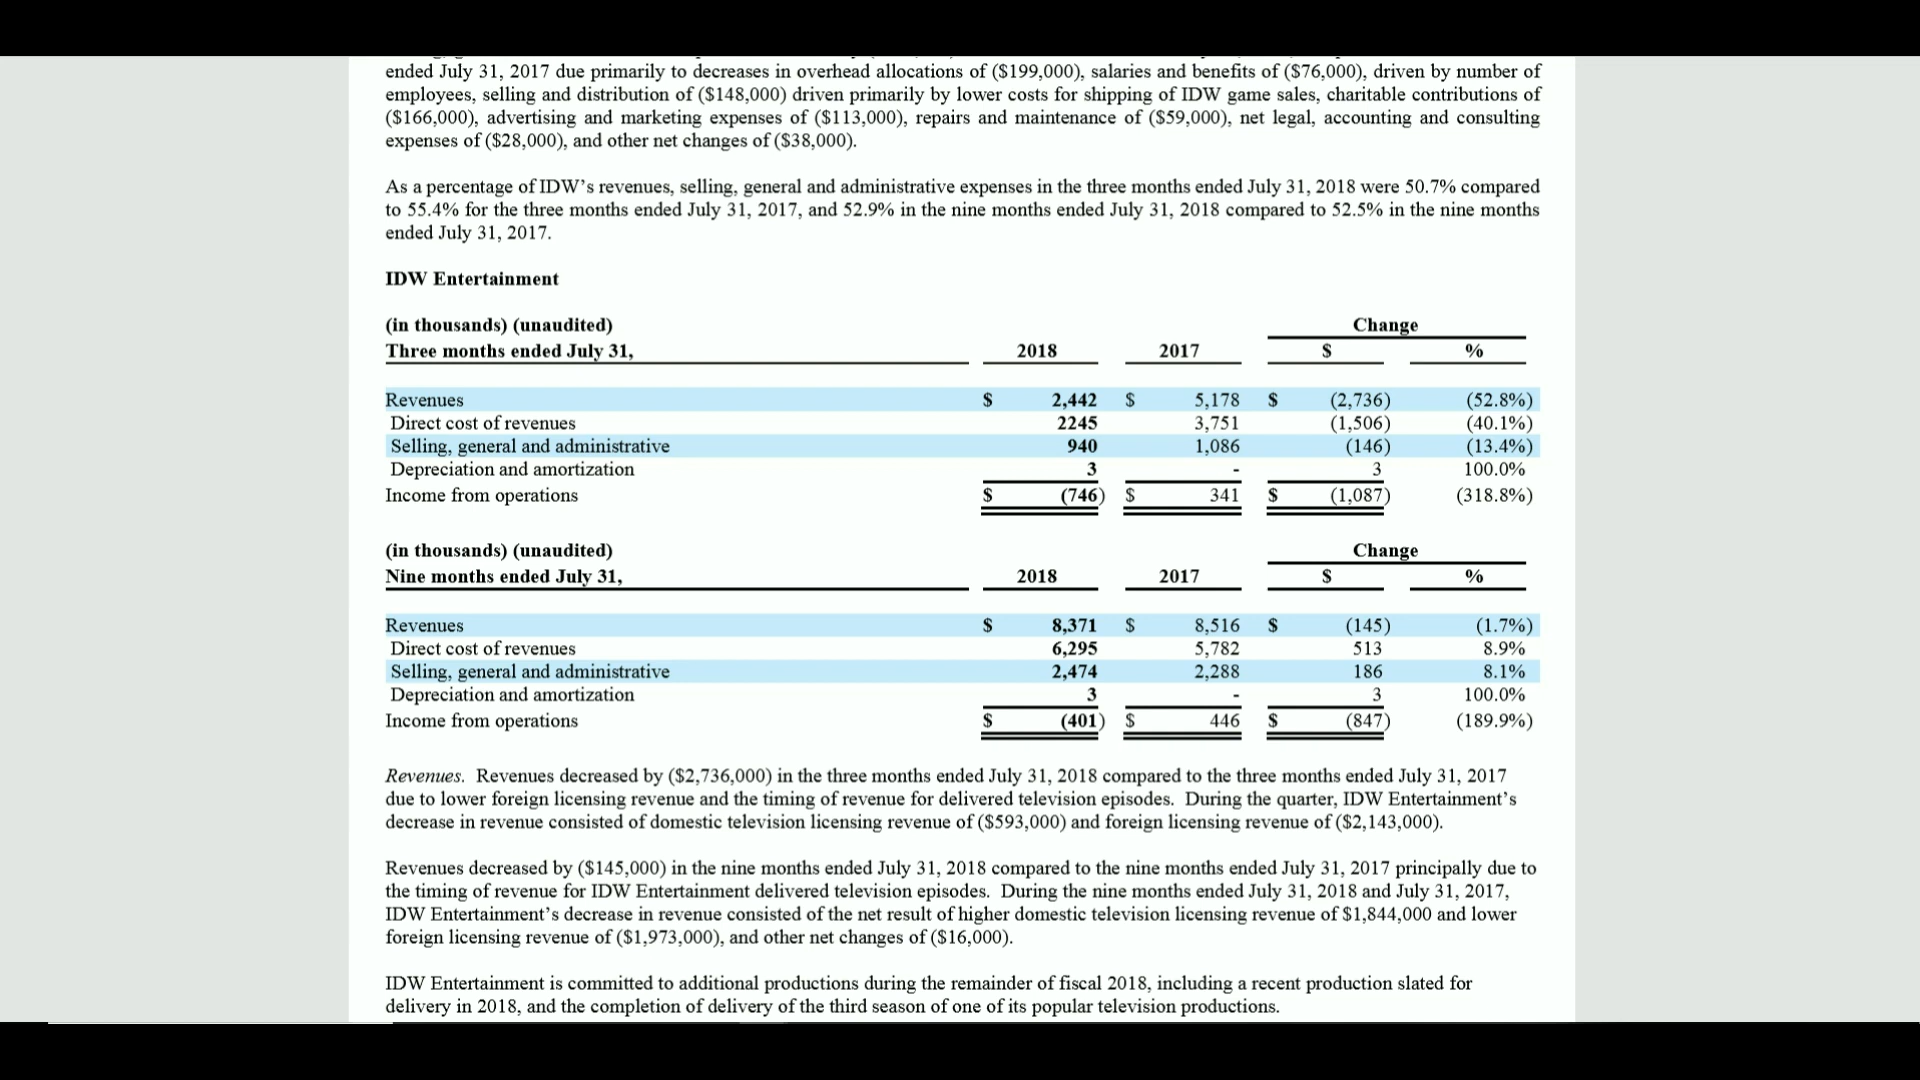 ended July 31, 2017 due primarily to decreases in overhead allocations of ($199,000), salaries and benefits of ($76,000), driven by number of
employees, selling and distribution of ($148,000) driven primarily by lower costs for shipping of IDW game sales, charitable contributions of
($166,000), advertising and marketing expenses of ($113,000), repairs and maintenance of ($59,000), net legal, accounting and consulting
expenses of ($28,000), and other net changes of ($38,000).
As a percentage of IDW’s revenues, selling, general and administrative expenses in the three months ended July 31, 2018 were 50.7% compared
to 55.4% for the three months ended July 31, 2017, and 52.9% in the nine months ended July 31, 2018 compared to 52.5% in the nine months
ended July 31, 2017.
IDW Entertainment
(in thousands) (unaudited) Change
Three months ended July 31, 2018 2017 $ %
Revenues $ 2,442 $ 5,178 $ (2,736) (52.8%)
Direct cost of revenues 2245 3,751 (1,506) (40.1%)
Selling, general and administrative 940 1,086 (146) (13.4%)
Depreciation and amortization 3 - 3 100.0%
Income from operations $ (746) $ 341 $ (1,087) (318.8%)
(in thousands) (unaudited) Change
Nine months ended July 31, 2018 2017 $ %
Revenues $ 8,371 $ 8,516 $ (145) (1.7%)
Direct cost of revenues 6,295 5,782 513 8.9%
Selling, general and administrative 2,474 2,288 186 8.1%
Depreciation and amortization 3 - 3 100.0%
Income from operations $ (401) $ 446 $ (847) (189.9%)
Revenues. Revenues decreased by ($2,736,000) in the three months ended July 31, 2018 compared to the three months ended July 31, 2017
due to lower foreign licensing revenue and the timing of revenue for delivered television episodes. During the quarter, IDW Entertainment’s
decrease in revenue consisted of domestic television licensing revenue of ($593,000) and foreign licensing revenue of ($2,143,000).
Revenues decreased by ($145,000) in the nine months ended July 31, 2018 compared to the nine months ended July 31, 2017 principally due to
the timing of revenue for IDW Entertainment delivered television episodes. During the nine months ended July 31, 2018 and July 31, 2017,
IDW Entertainment’s decrease in revenue consisted of the net result of higher domestic television licensing revenue of $1,844,000 and lower
foreign licensing revenue of ($1,973,000), and other net changes of ($16,000).
IDW Entertainment is committed to additional productions during the remainder of fiscal 2018, including a recent production slated for
delivery in 2018, and the completion of delivery of the third season of one of its popular television productions.